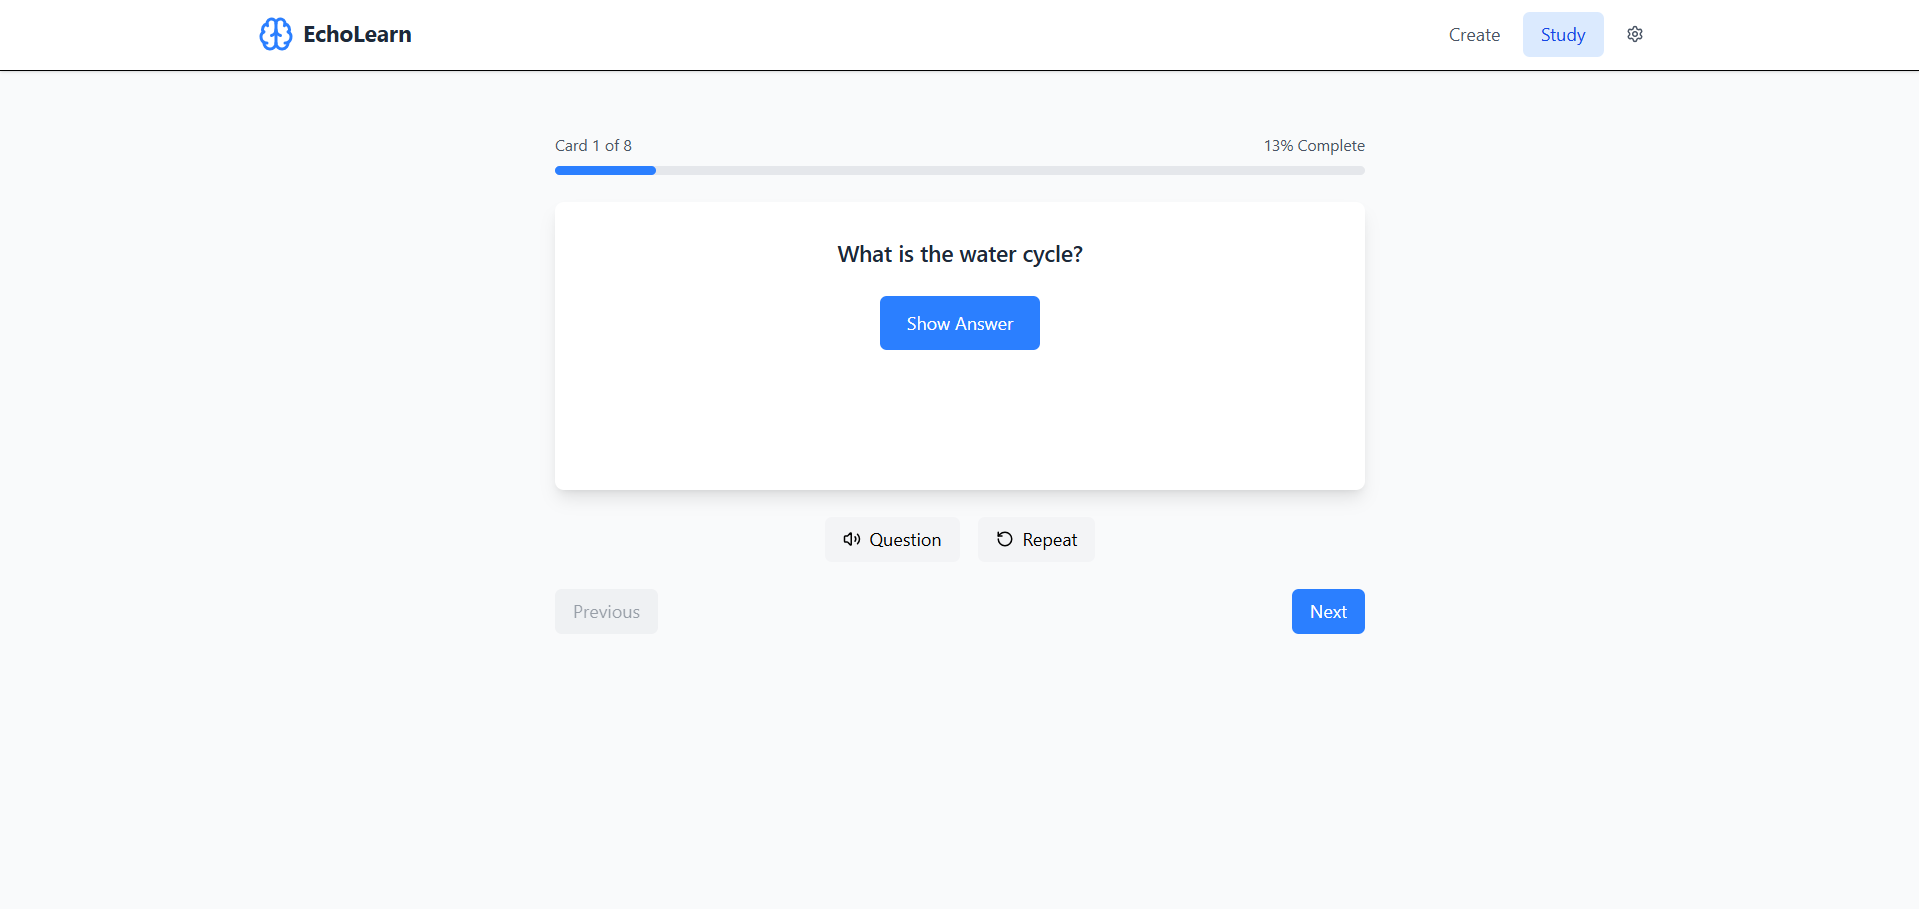 EchoLearn
Create
Study
Card 1 of 8
13% Complete
What is the water cycle?
Show Answer
Question
Repeat
Previous
Next